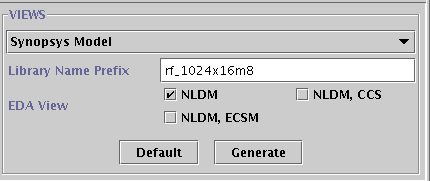 VIEWS
Synopsys Model
Library Name Prefix rf_1024x16m8
EDA View NLDM NLDM, CCS
NLDM, ECSM
Default Generate